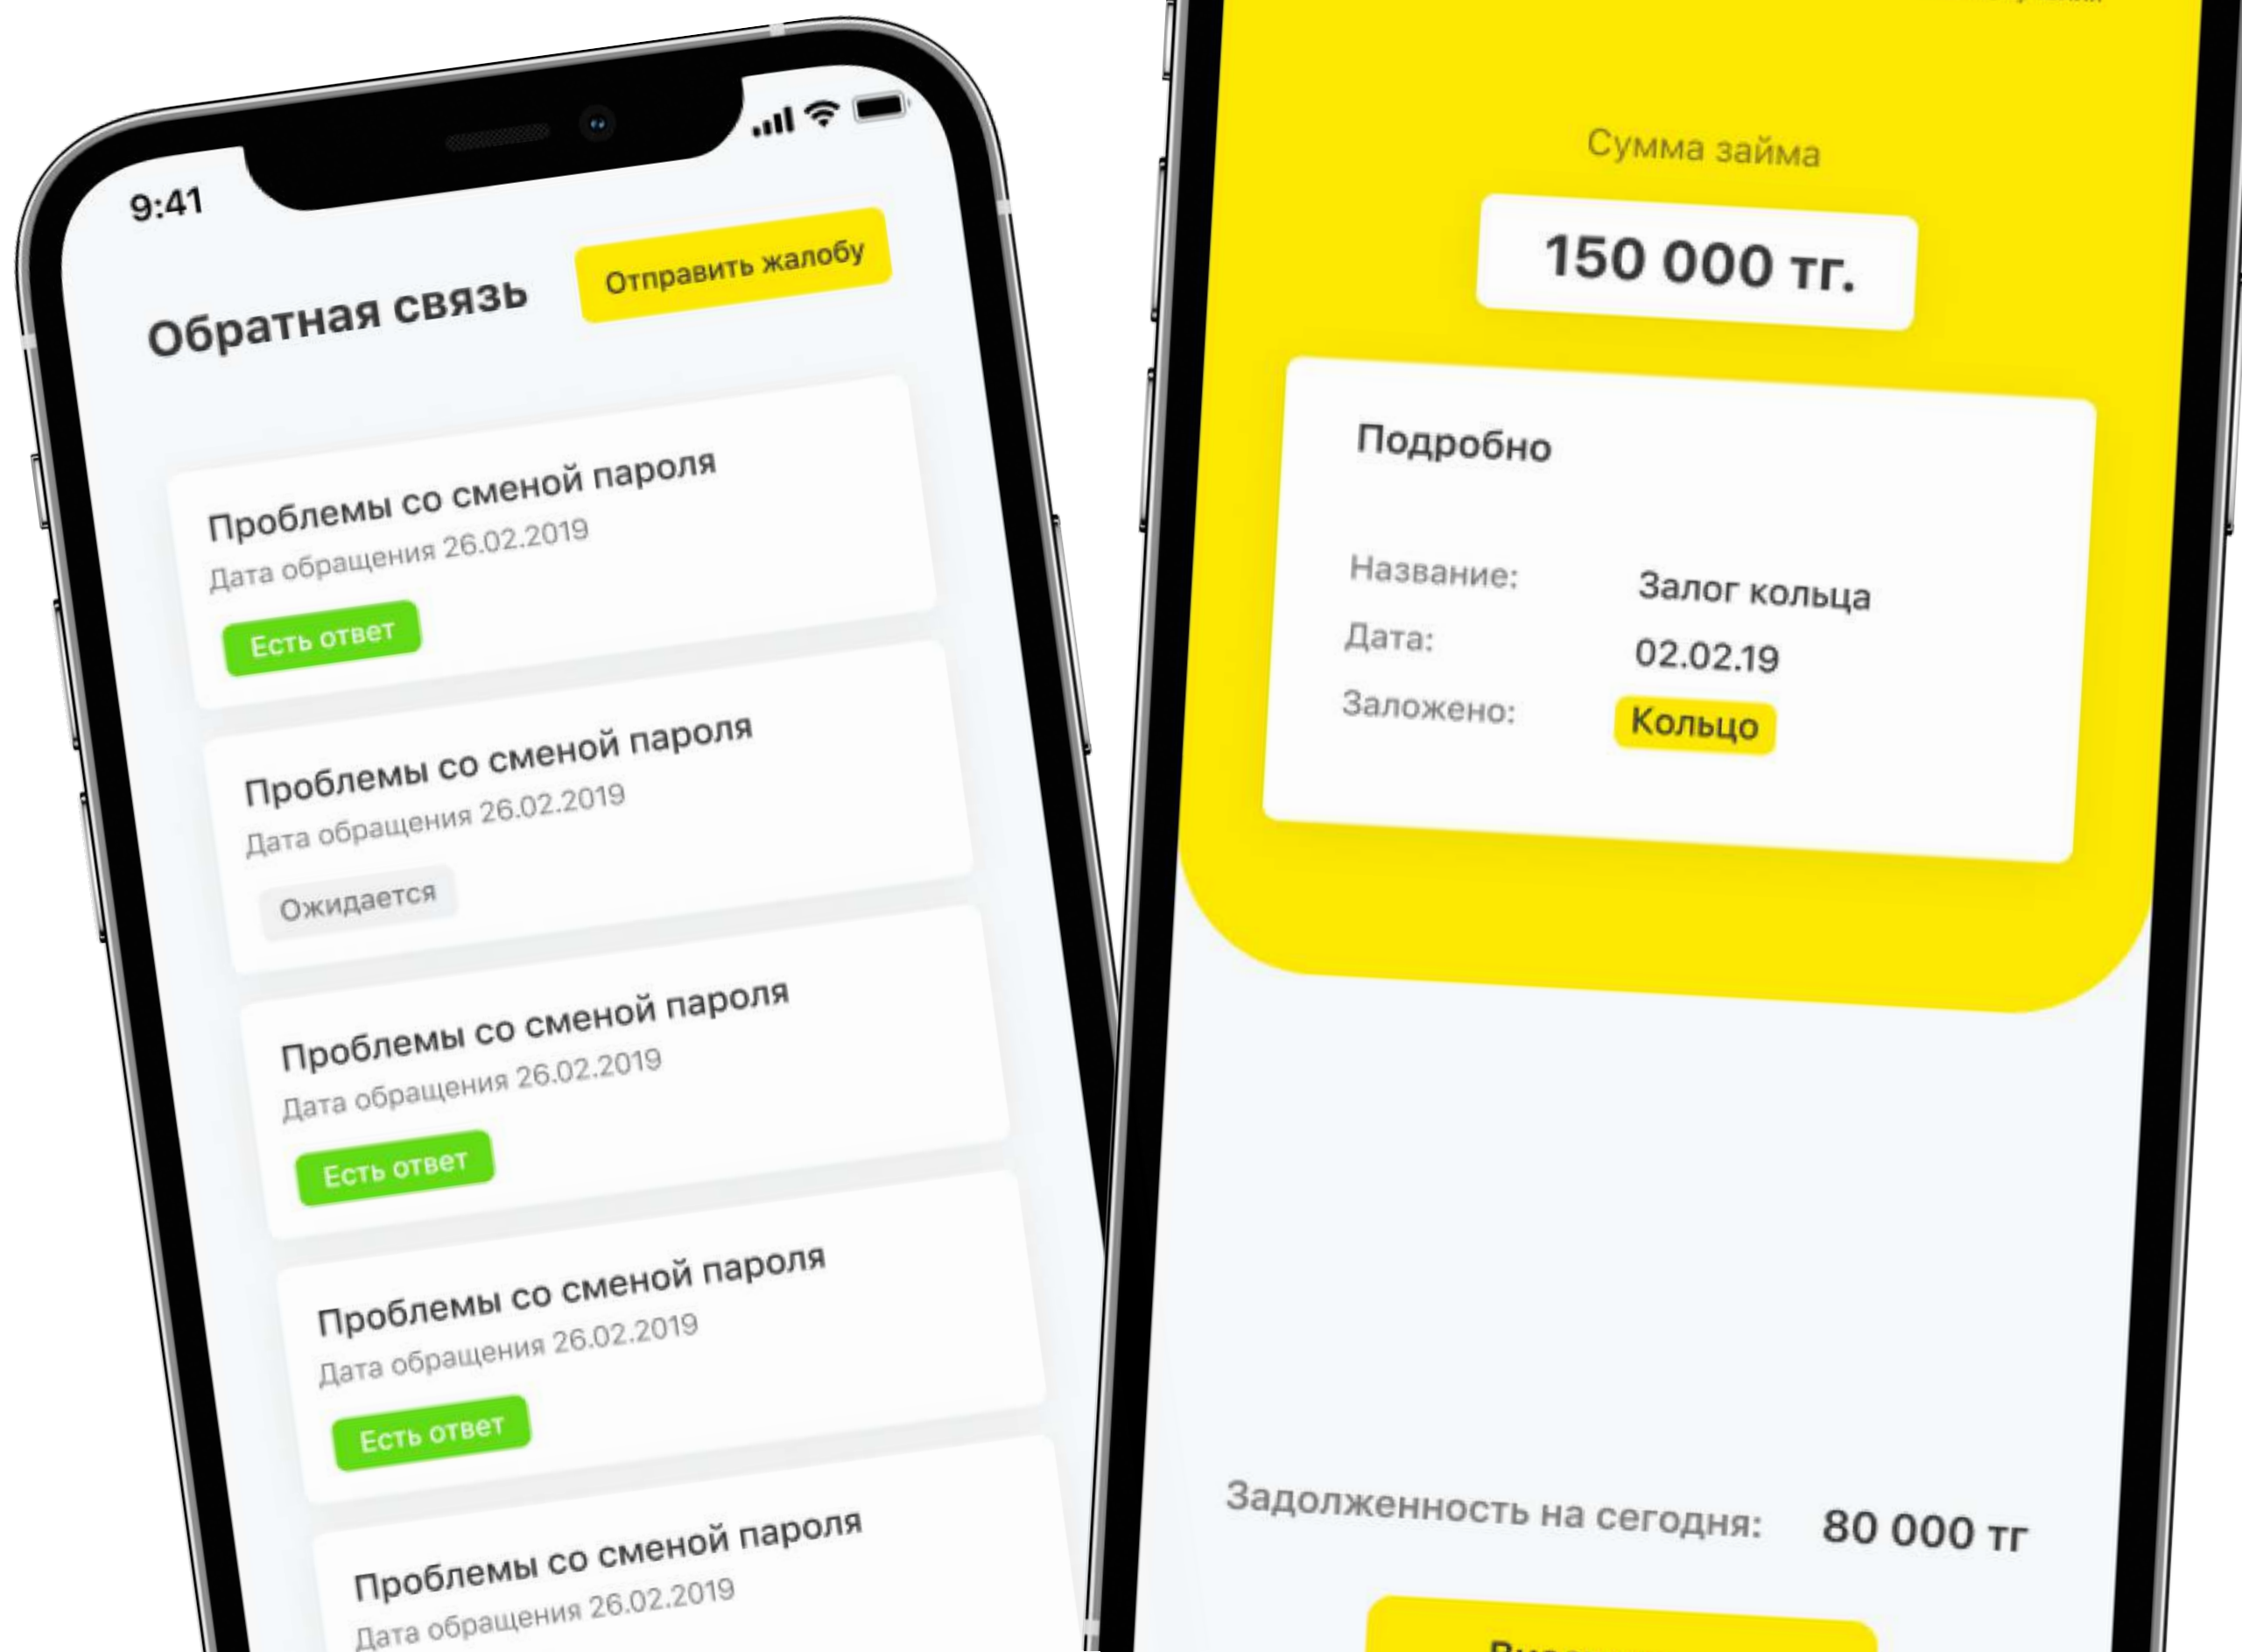 9:41
Обратная связь
Отправить жалобу
Проблемы со сменой пароля
Дата обращения 26.02.2019
Есть ответ
Проблемы со сменой пароля
Дата обращения 26.02.2019
Ожидается
Проблемы со сменой пароля
Дата обращения 26.02.2019
Есть ответ
Проблемы со сменой пароля
Дата обращения 26.02.2019
Есть ответ
Проблемы со сменой пароля
Дата обращения 26.02.2019
Сумма займа
150 000 тг.
Подробно
Название: Залог кольца
Дата: 02.02.19
Заложено: Кольцо
Задолженность на сегодня: 80 000 тг